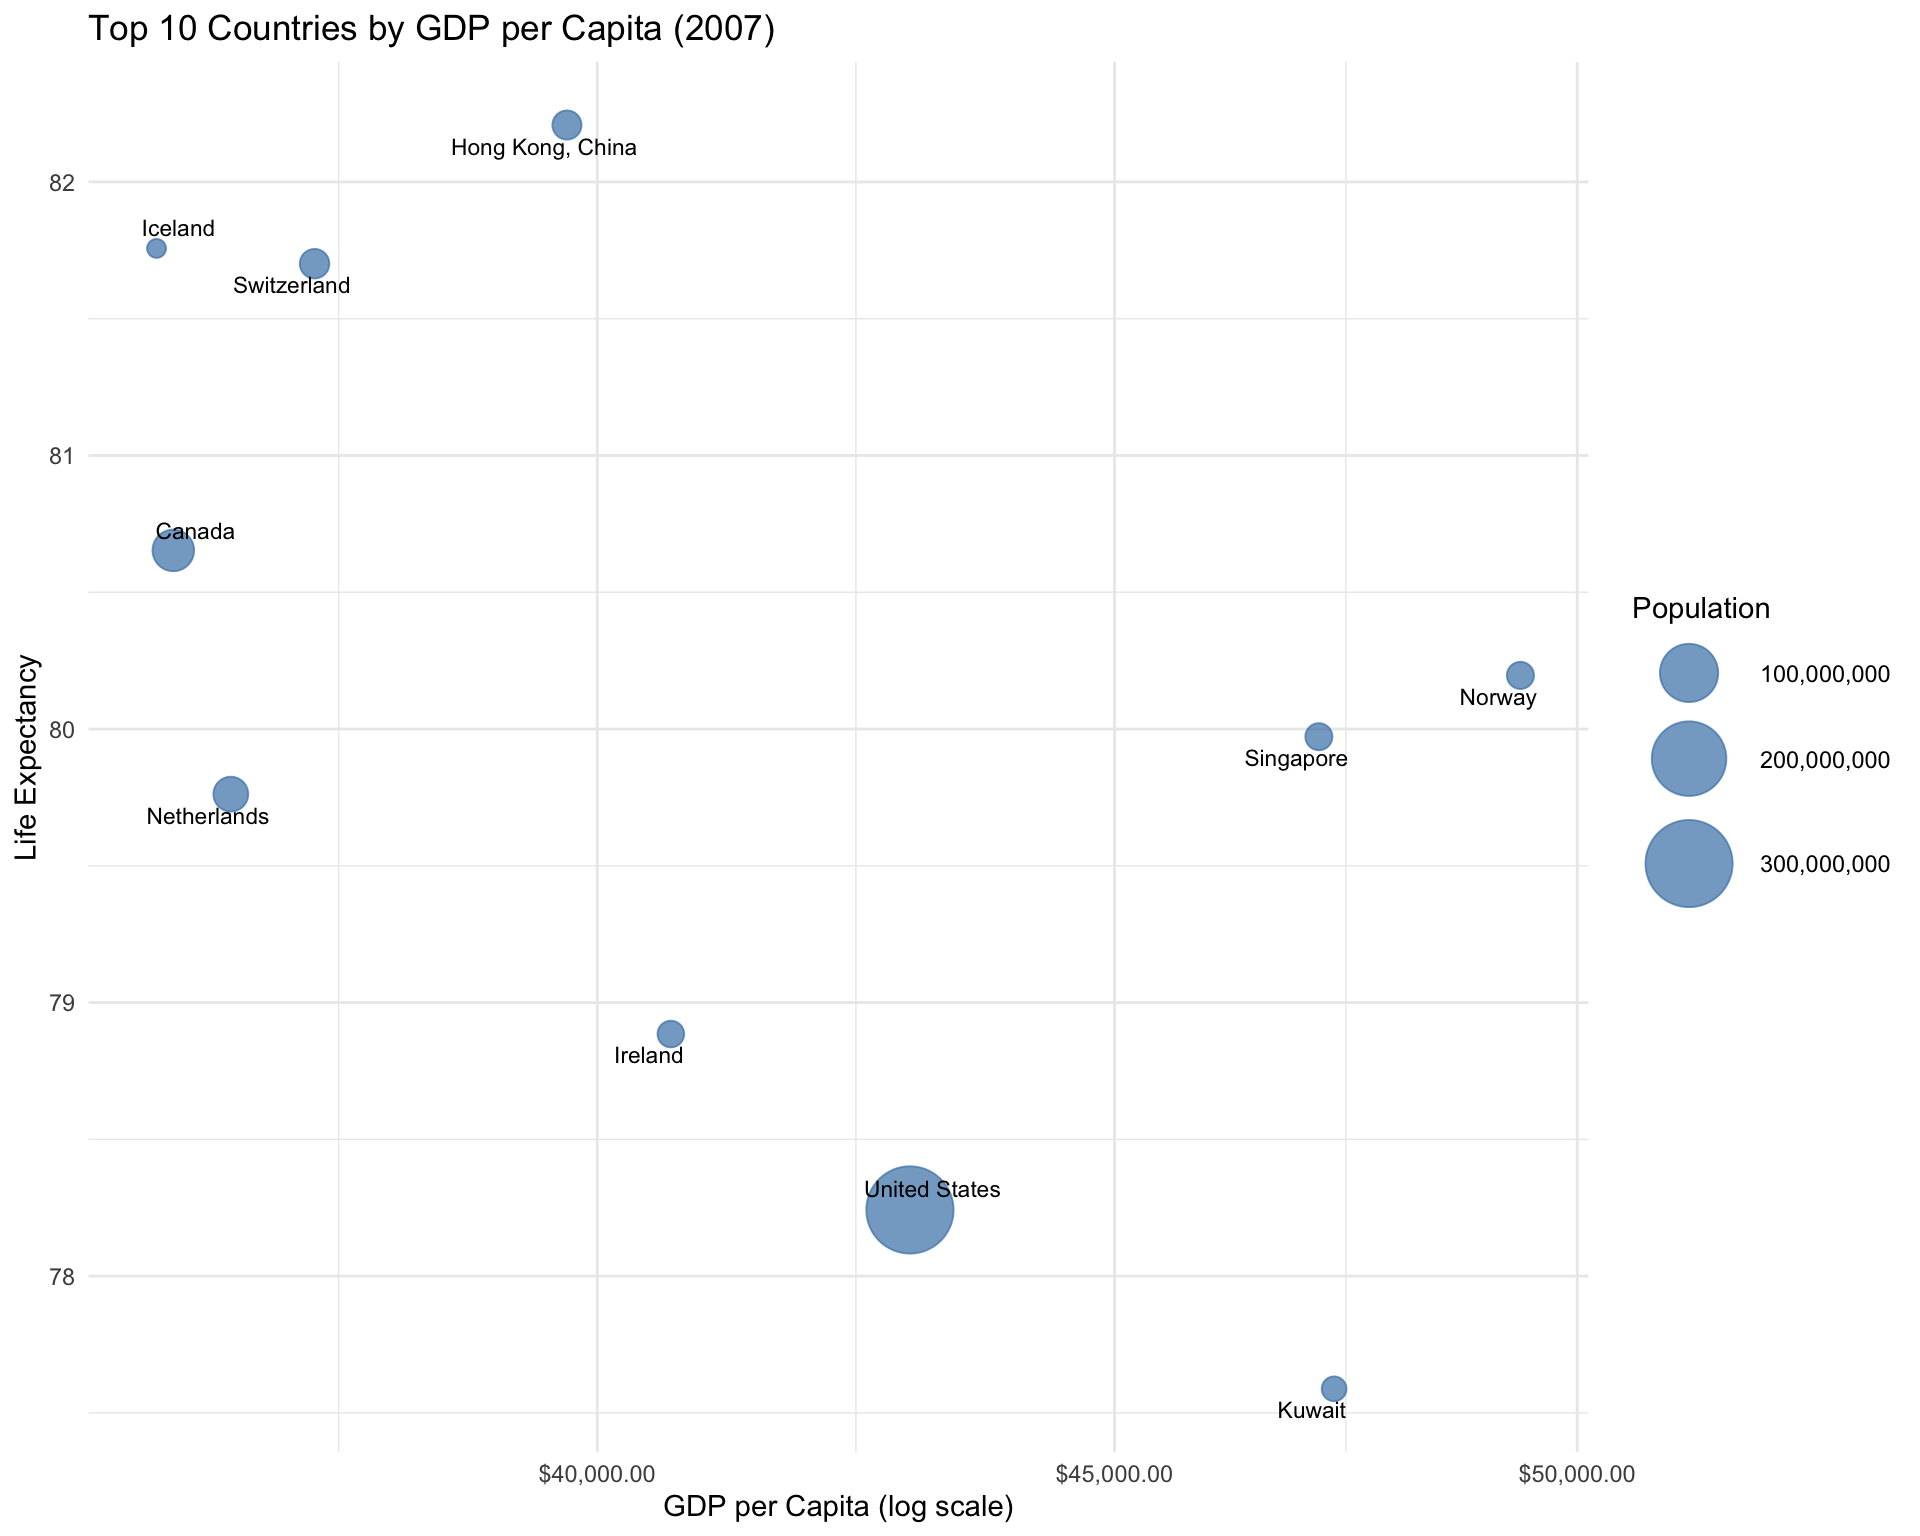 Top 10 Countries by GDP per Capita (2007)
Hong Kong, China
82
Iceland
Switzerland
81
Canada
Population
100,000,000
Norway
80
Singapore
200,000,000
Life Expectancy
Netherlands
300,000,000
79
Ireland
United States
78
Kuwait
$40,000.00
$45,000.00
$50,000.00
GDP per Capita (log scale)